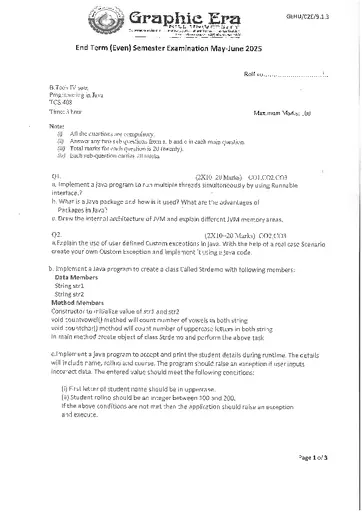 GEHU/COE/9.1.3
Graphic Era
HILL UNIVERSITY
End Term (Even) Semester Examination May-June 2025
Roll no
B.Tech IV sem
Programming in Java
TCS-408
Time: 3 hour
Maximum Marks: 100
Note:
(i) All the questions are compulsory.
(ii) Answer any two sub questions from a, b and c in each main question.
(iii) Total marks for each question is 20 (twenty).
(iv) Each sub-question carries 10 marks.
Q1. (2X10=20 Marks) CO1,CO2,CO3
a. Implement a java program to run multiple threads simultaneously by using Runnable
interface.?
b. What is a Java package and how is it used? What are the advantages of
Packages in Java?
c. Draw the internal architecture of JVM and explain different JVM memory areas.
Q2. (2X10=20 Marks) CO2,CO3
a.Explain the use of user defined Custom exceptions in java. With the help of a real case Scenario
create your own Custom Exception and implement it using a java code.
b. Implement a Java program to create a class Called Strdemo with following members:
Data Members
String str1
String str2
Method Members
Constructor to initialize value of str1 and str2
void countvowel() method will count number of vowels in both string
void countchar() method will count number of uppercase letters in both string
In main method create object of class Strdemo and perform the above task
c.Implement a java program to accept and print the student details during runtime. The details
will include name, rollno and course. The program should raise an exception if user inputs
incorrect data. The entered value should meet the following conditions:
(i) First letter of student name should be in uppercase.
(ii) Student rollno should be an integer between 100 and 200.
If the above conditions are not met then the application should raise an exception
and execute.
Page 1 of 3